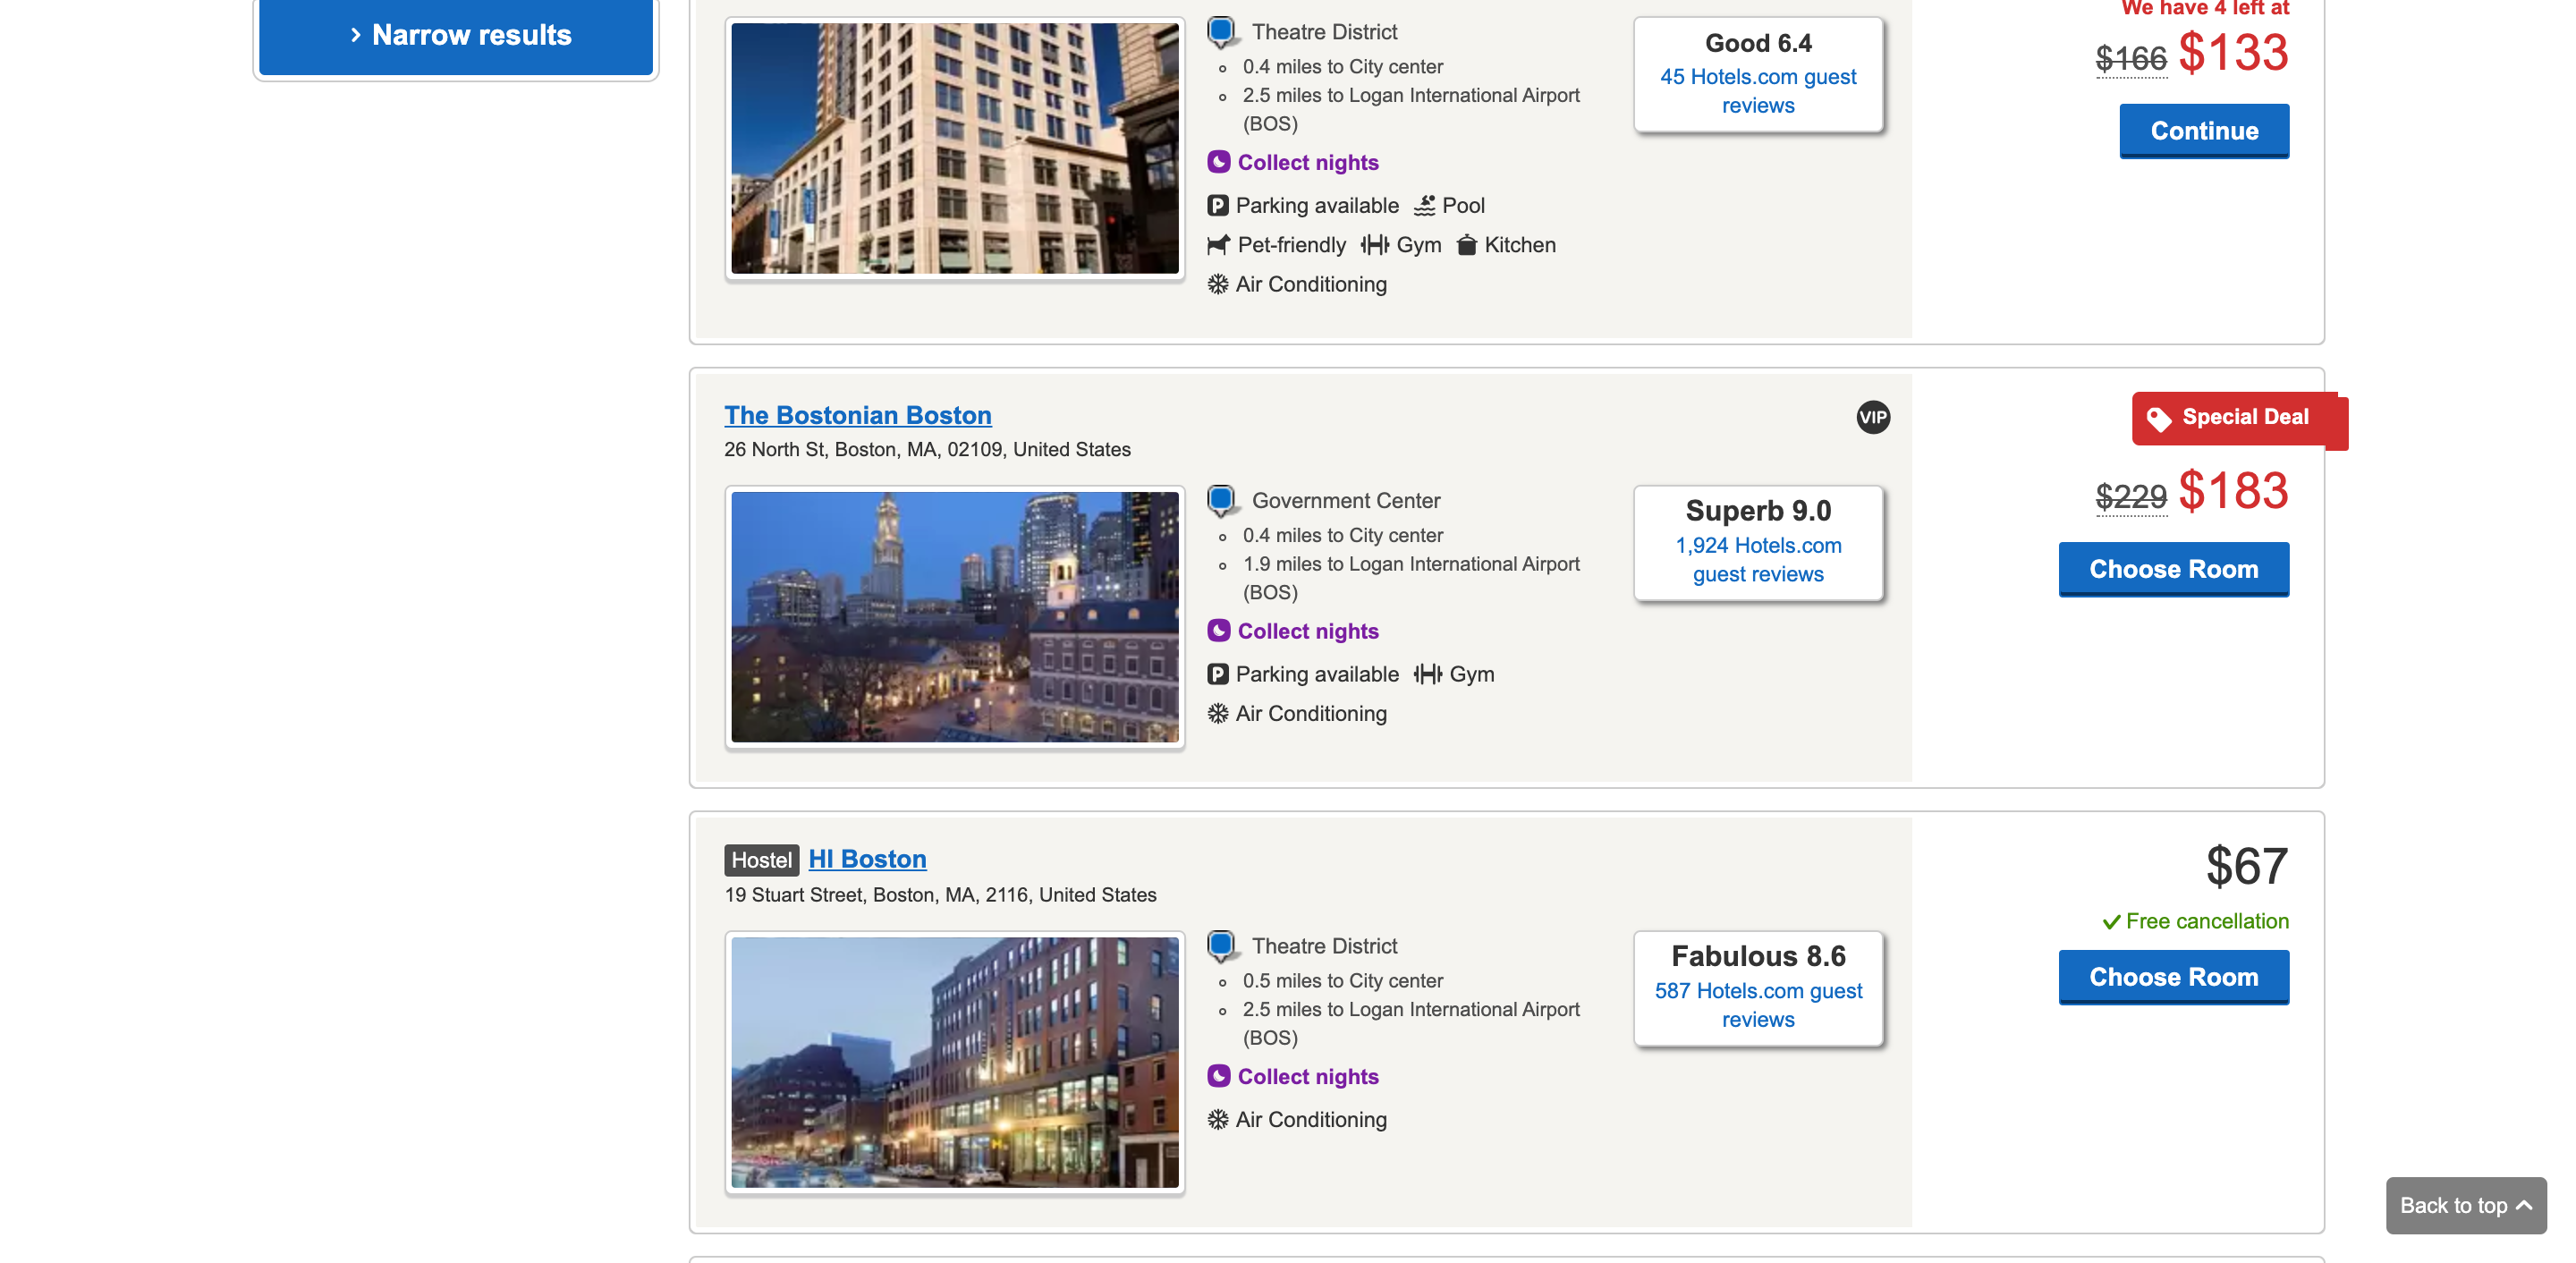 Narrow results
We have 4 left at
Theatre District
0.4 miles to City center
2.5 miles to Logan International Airport
(BOS)
Collect nights
P Parking available Pool
Pet-friendly Gym Kitchen
Air Conditioning
Good 6.4
45 Hotels.com guest
reviews
$166 $133
Continue
The Bostonian Boston
VIP
26 North St, Boston, MA, 02109, United States
Special Deal
Government Center
0.4 miles to City center
1.9 miles to Logan International Airport
(BOS)
Collect nights
P Parking available Gym
Air Conditioning
Superb 9.0
1,924 Hotels.com
guest reviews
$229 $183
Choose Room
Hostel HI Boston
19 Stuart Street, Boston, MA, 2116, United States
Theatre District
0.5 miles to City center
2.5 miles to Logan International Airport
(BOS)
Collect nights
Air Conditioning
Fabulous 8.6
587 Hotels.com guest
reviews
$67
Free cancellation
Choose Room
Back to top